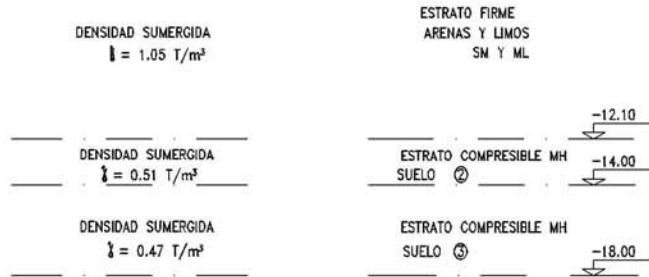 ESTRATO FIRME
DENSIDAD SUMERGIDA
ARENAS Y LIMOS
γ = 1.05 T/m³
SM Y ML
-12.10
DENSIDAD SUMERGIDA
ESTRATO COMPRESIBLE MH
-14.00
γ = 0.51 T/m³
SUELO ②
DENSIDAD SUMERGIDA
ESTRATO COMPRESIBLE MH
γ = 0.47 T/m³
SUELO ③
-18.00